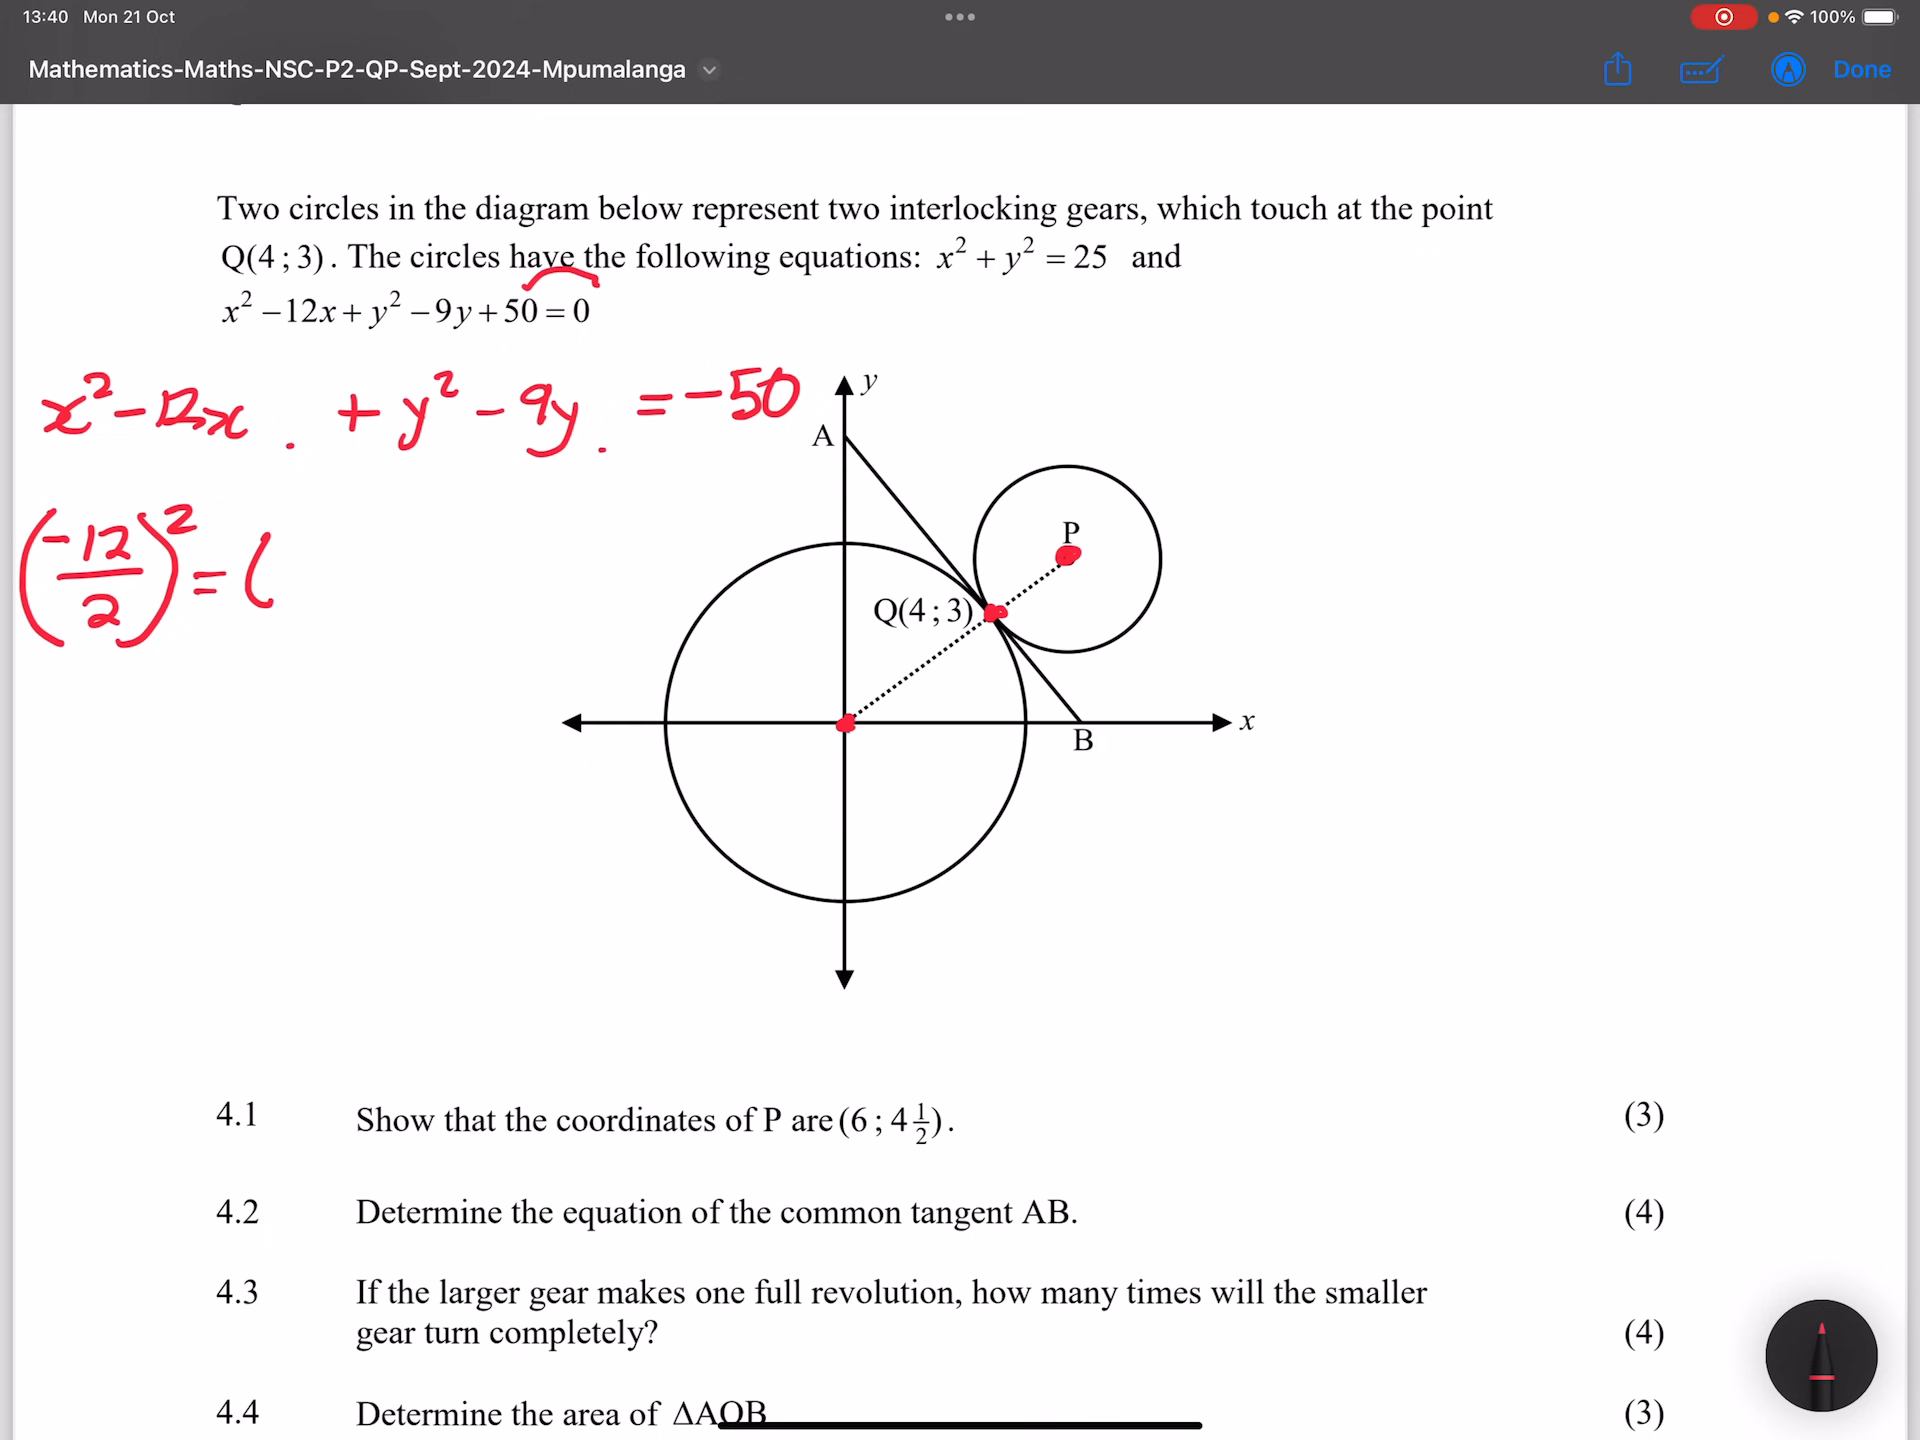 13:40 Mon 21 Oct
100%
Mathematics-Maths-NSC-P2-QP-Sept-2024-Mpumalanga
Done
Two circles in the diagram below represent two interlocking gears, which touch at the point
Q(4 ; 3). The circles have the following equations: x² + y² = 25 and
x² − 12x + y² − 9y + 50 = 0
x² − 12x . + y² − 9y . = −50
y
A
(−12/2)² = (
P
Q(4 ; 3)
x
B
4.1 Show that the coordinates of P are (6 ; 4½). (3)
4.2 Determine the equation of the common tangent AB. (4)
4.3 If the larger gear makes one full revolution, how many times will the smaller
gear turn completely? (4)
4.4 Determine the area of ΔAOB (3)